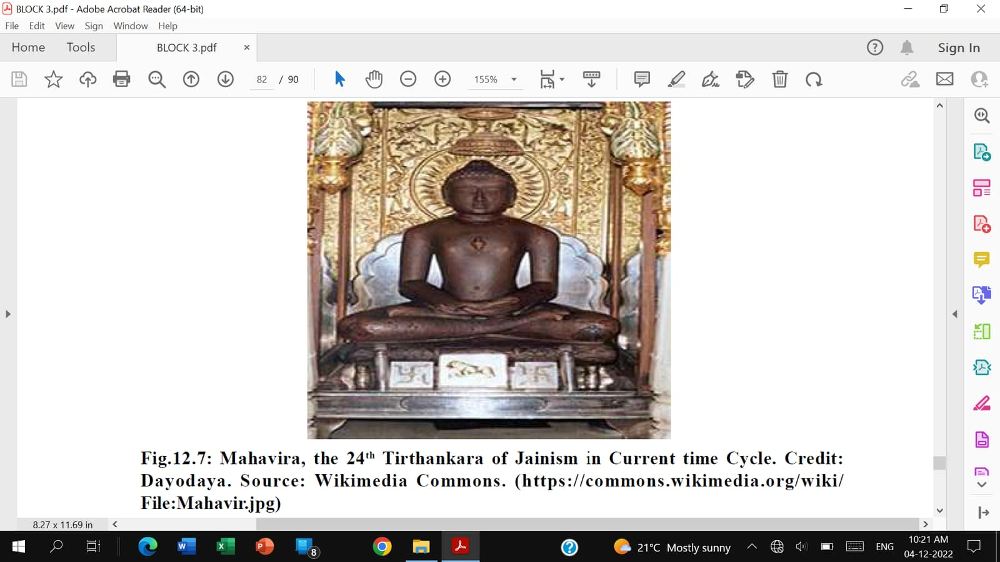 BLOCK 3.pdf - Adobe Acrobat Reader (64-bit)
File Edit View Sign Window Help
Home Tools BLOCK 3.pdf × Sign In
82 / 90 155%
Fig.12.7: Mahavira, the 24th Tirthankara of Jainism in Current time Cycle. Credit:
Dayodaya. Source: Wikimedia Commons. (https://commons.wikimedia.org/wiki/
File:Mahavir.jpg)
8.27 x 11.69 in
8 21°C Mostly sunny ENG 10:21 AM
04-12-2022